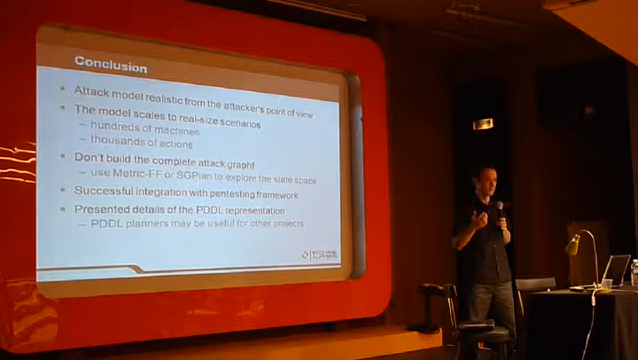 Conclusion
Attack model realistic from the attacker's point of view
The model scales to real-size scenarios
– hundreds of machines
– thousands of actions
Don't build the complete attack graph!
– use Metric-FF or SGPlan to explore the state-space
Successful integration with pentesting framework
Presented details of the PDDL representation
– PDDL planners may be useful for other projects